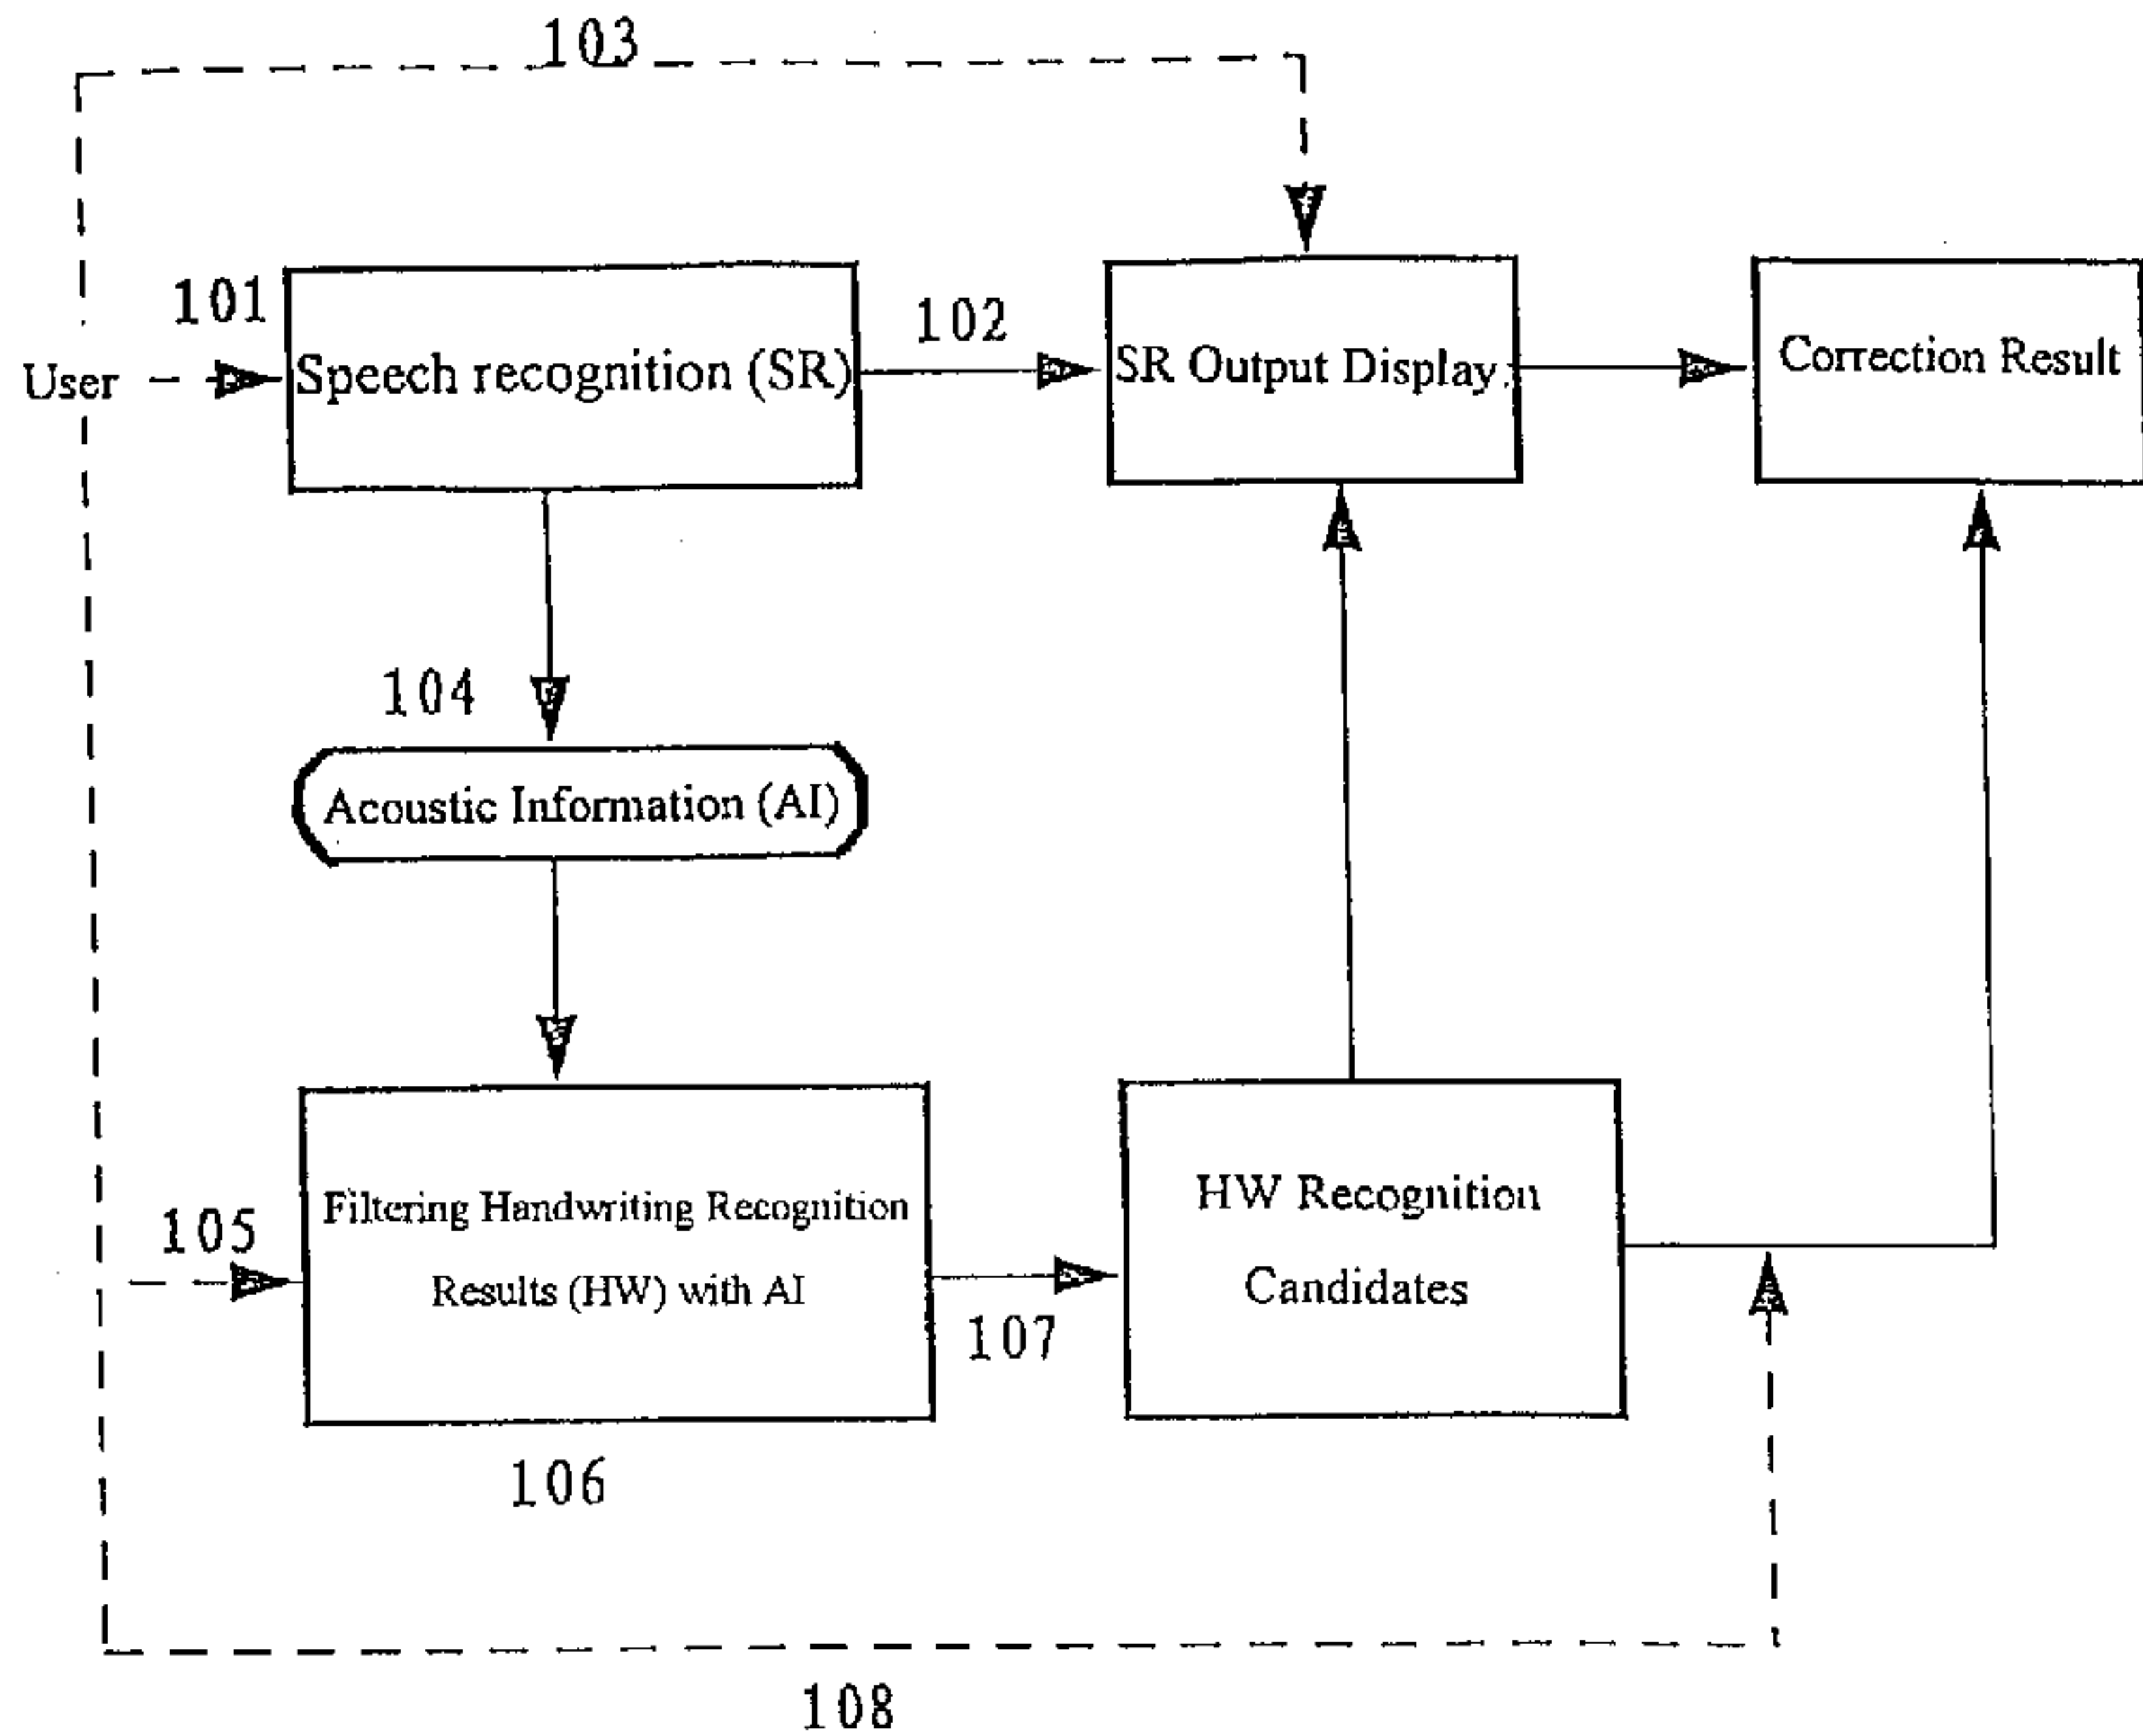 103
101
102
User
Speech recognition (SR)
SR Output Display
Correction Result
104
Acoustic Information (AI)
105
Filtering Handwriting Recognition
Results (HW) with AI
HW Recognition
Candidates
107
106
108